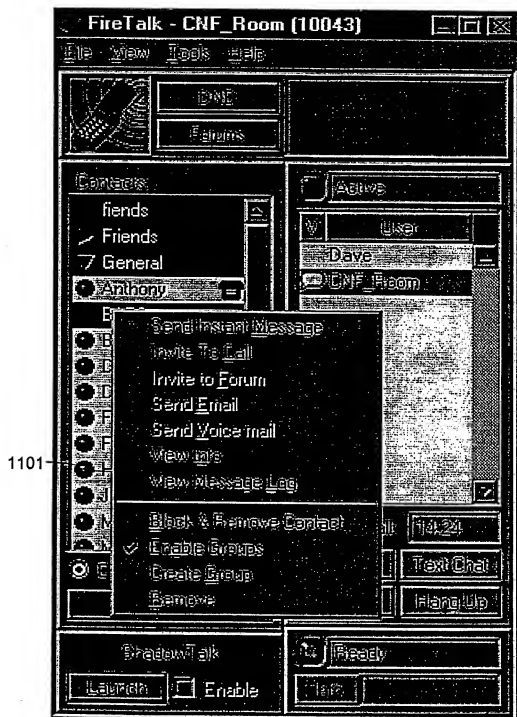 FireTalk - CNF_Room (10043)
File View Tools Help
DND
Forums
Contacts:
Active
fiends
Friends
General
Anthony
V User
Dave
CNF_Room
Send Instant Message
Invite To Call
Invite to Forum
Send Email
Send Voice mail
View Info
View Message Log
Block & Remove Contact
Enable Groups
Create Group
Remove
1101
14:24
Text Chat
Hang Up
ShadowTalk
Launch Enable
Ready